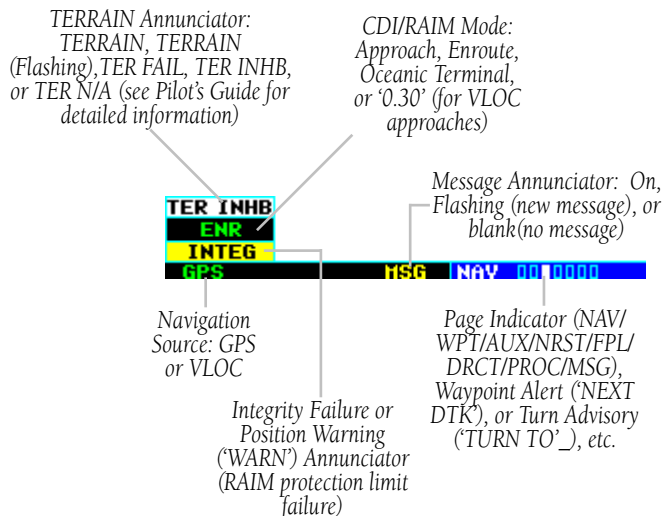 TERRAIN Annunciator:
TERRAIN, TERRAIN
(Flashing),TER FAIL, TER INHB,
or TER N/A (see Pilot's Guide for
detailed information)
CDI/RAIM Mode:
Approach, Enroute,
Oceanic Terminal,
or '0.30' (for VLOC
approaches)
Message Annunciator: On,
Flashing (new message), or
blank(no message)
TER INHB
ENR
INTEG
GPS MSG NAV
Navigation
Source: GPS
or VLOC
Integrity Failure or
Position Warning
('WARN') Annunciator
(RAIM protection limit
failure)
Page Indicator (NAV/
WPT/AUX/NRST/FPL/
DRCT/PROC/MSG),
Waypoint Alert ('NEXT
DTK'), or Turn Advisory
('TURN TO'_), etc.